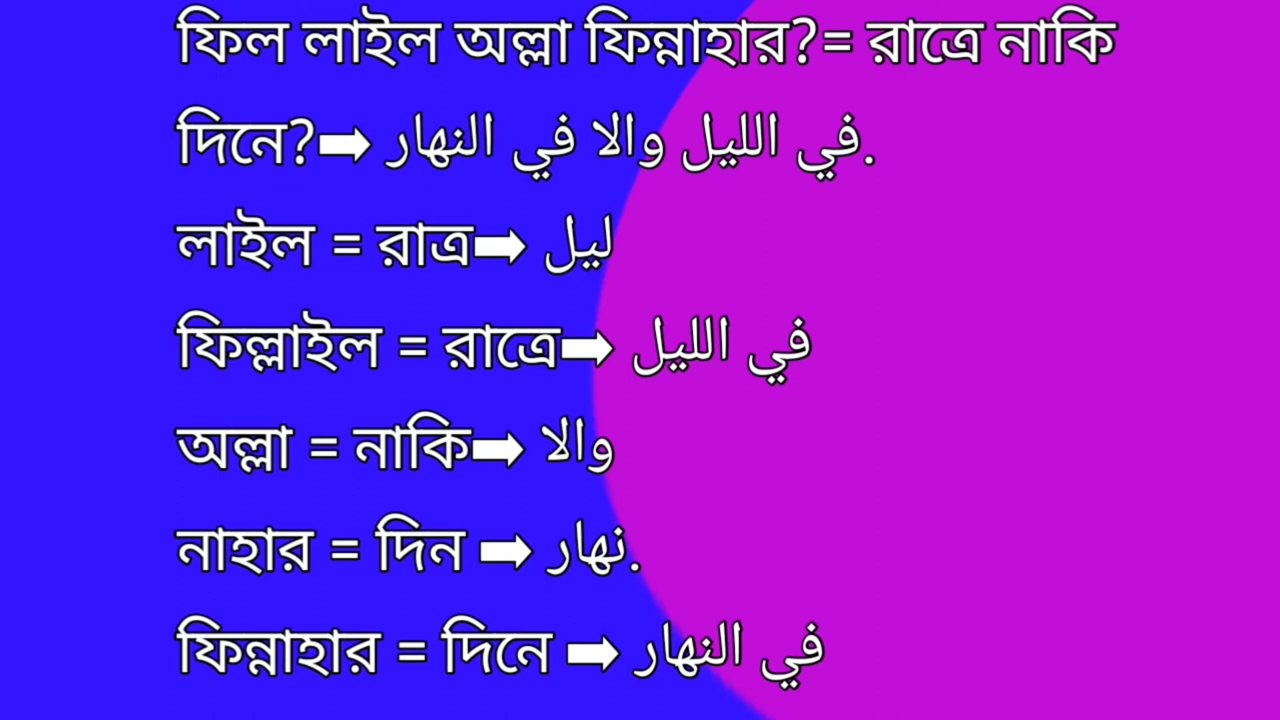 ফিল লাইল অল্লা ফিন্নাহার?= রাত্রে নাকি
দিনে?➡ في الليل والا في النهار.
লাইল = রাত্র➡ ليل
ফিল্লাইল = রাত্রে➡ في الليل
অল্লা = নাকি➡ والا
নাহার = দিন ➡ نهار.
ফিন্নাহার = দিনে ➡ في النهار